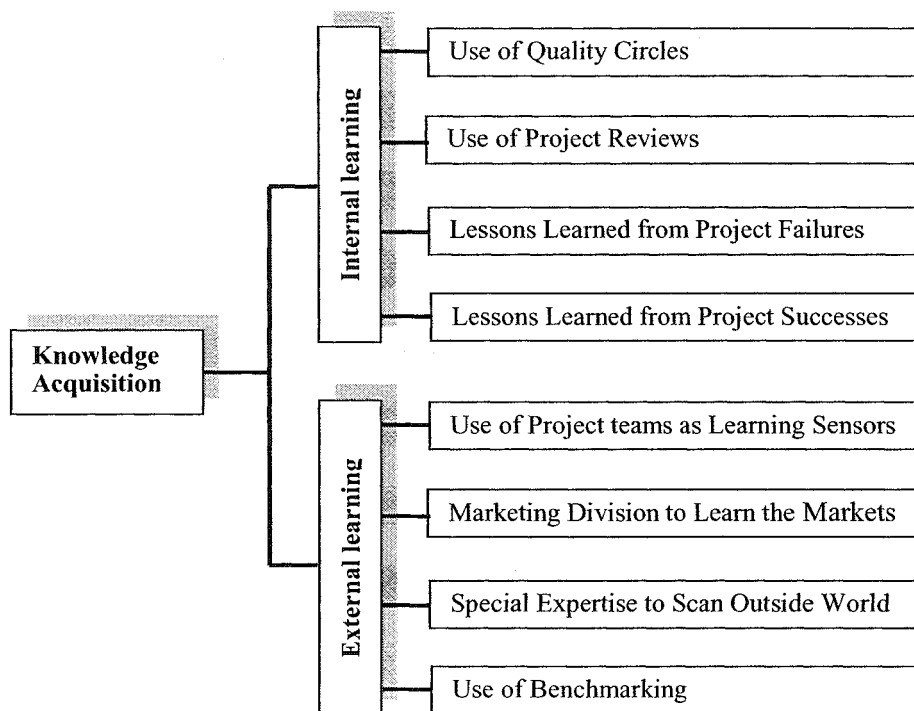 Use of Quality Circles
Use of Project Reviews
Internal learning
Lessons Learned from Project Failures
Lessons Learned from Project Successes
Knowledge
Acquisition
Use of Project teams as Learning Sensors
Marketing Division to Learn the Markets
External learning
Special Expertise to Scan Outside World
Use of Benchmarking